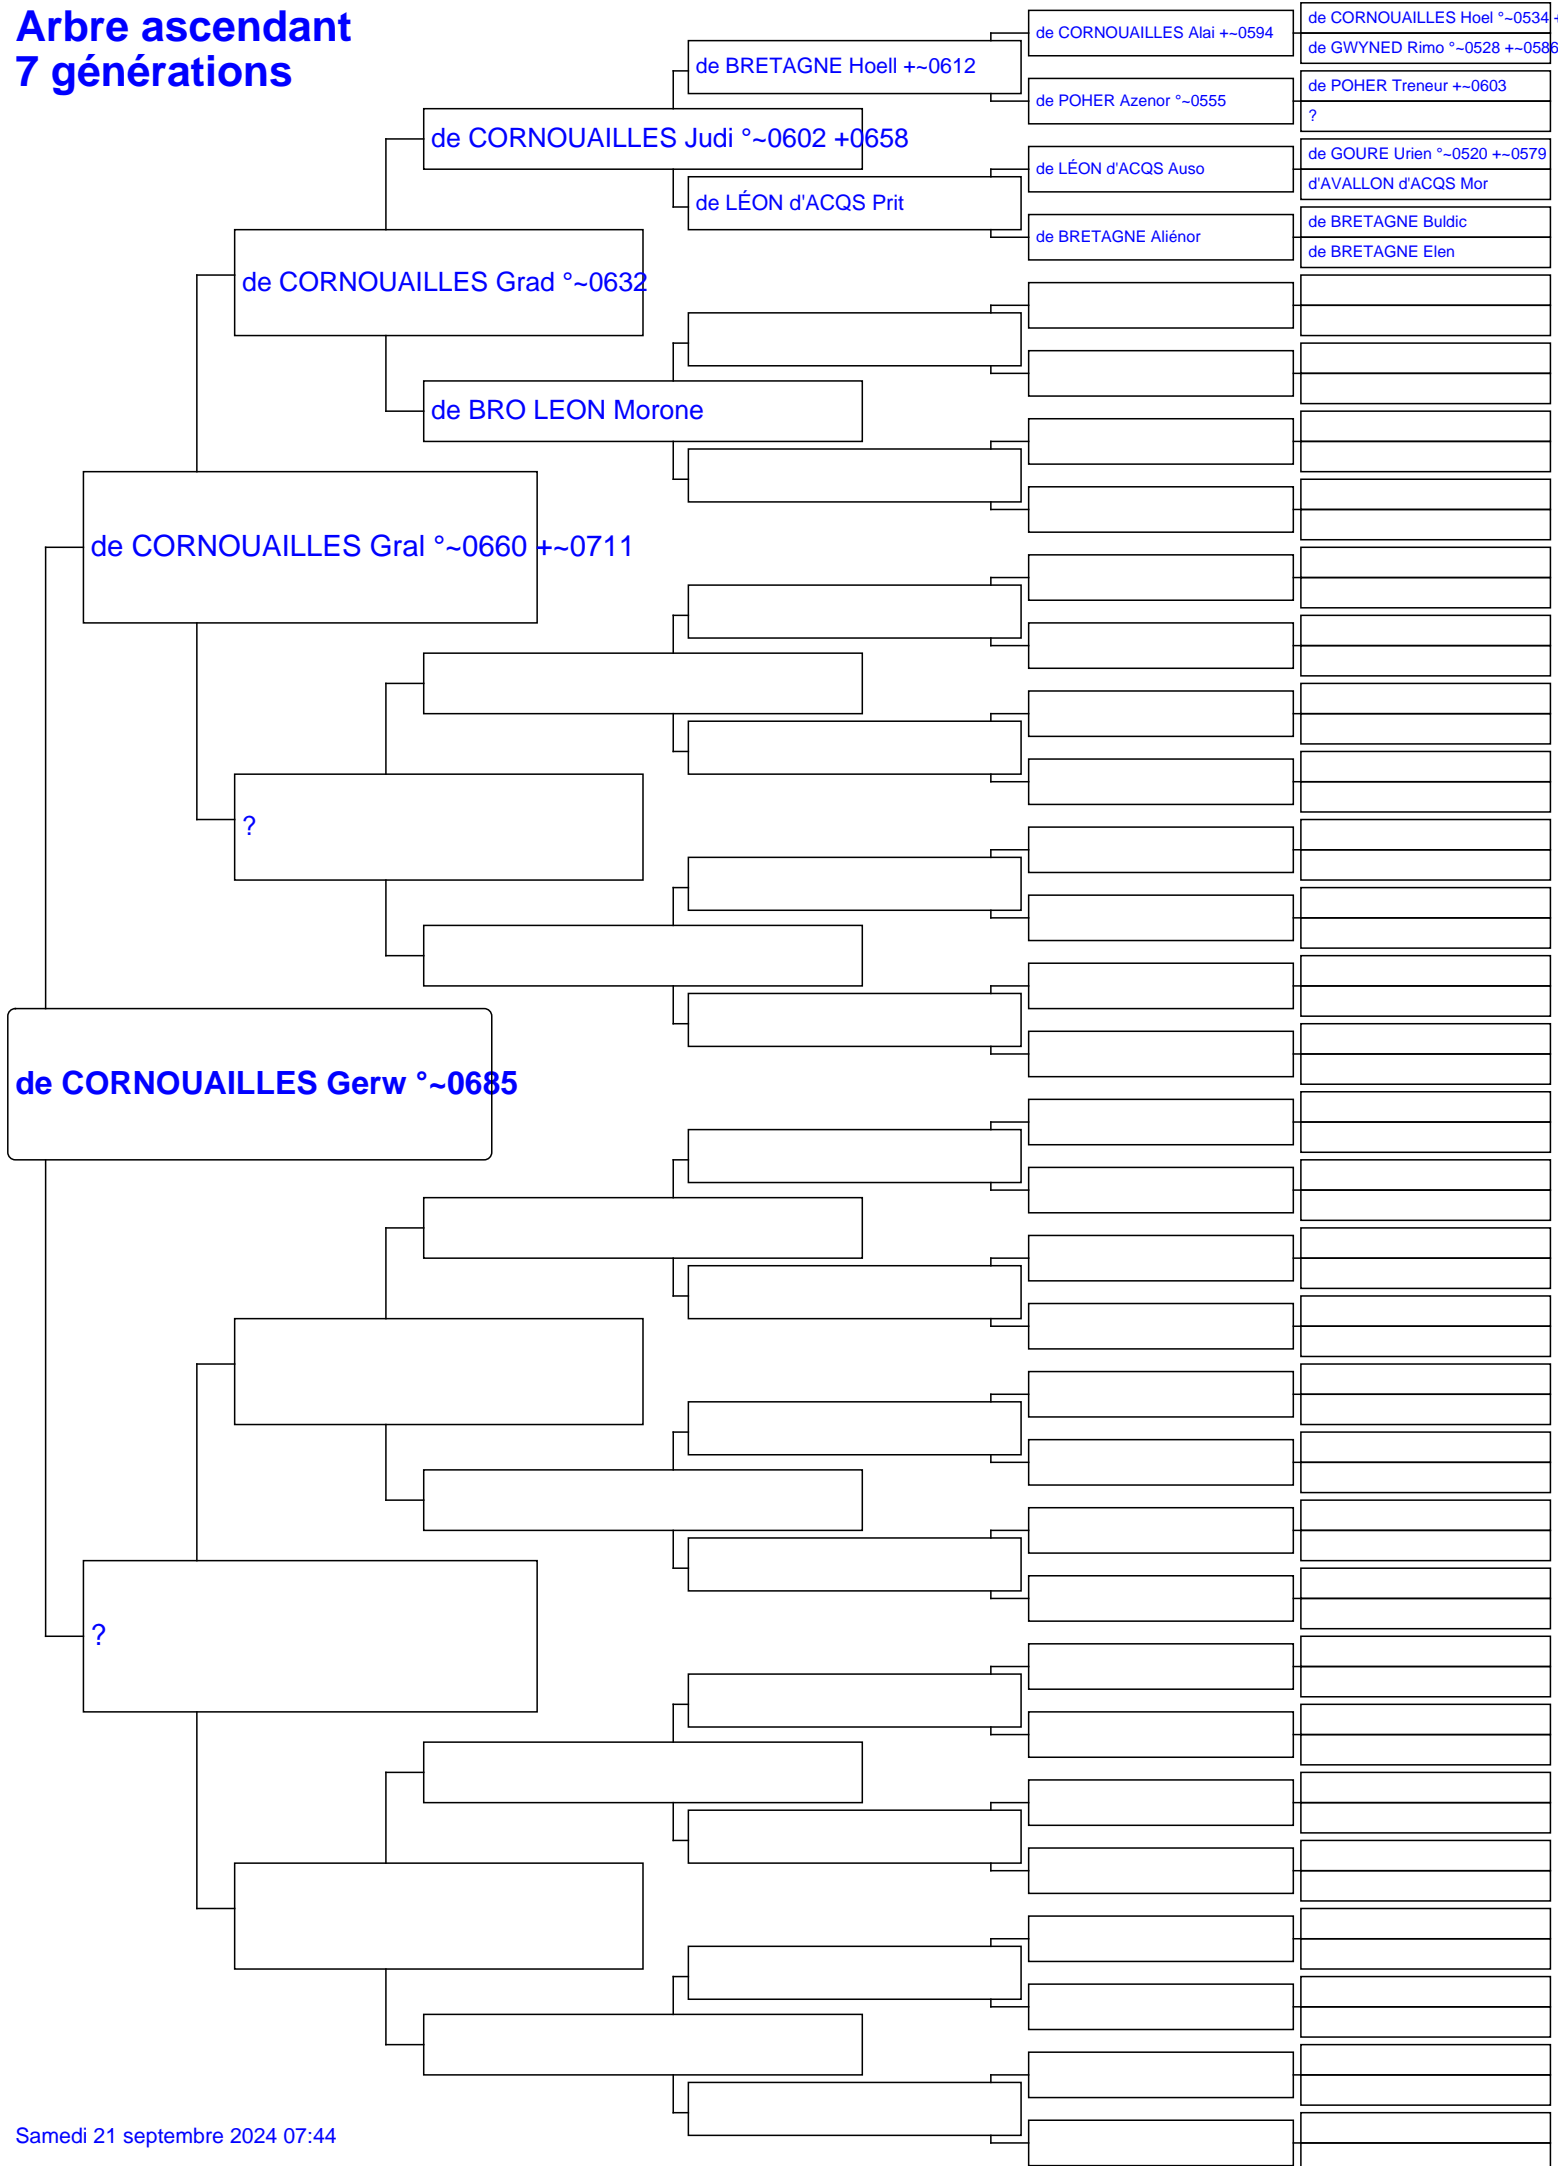 Arbre ascendant
7 générations
de CORNOUAILLES Hoel °~0534 +
de CORNOUAILLES Alai +~0594
de GWYNED Rimo °~0528 +~0586
de BRETAGNE Hoell +~0612
de POHER Treneur +~0603
de POHER Azenor °~0555
?
de CORNOUAILLES Judi °~0602 +0658
de GOURE Urien °~0520 +~0579
de LÉON d'ACQS Auso
d'AVALLON d'ACQS Mor
de LÉON d'ACQS Prit
de BRETAGNE Buldic
de BRETAGNE Aliénor
de BRETAGNE Elen
de CORNOUAILLES Grad °~0632
de BRO LEON Morone
de CORNOUAILLES Gral °~0660 +~0711
?
de CORNOUAILLES Gerw °~0685
?
Samedi 21 septembre 2024 07:44